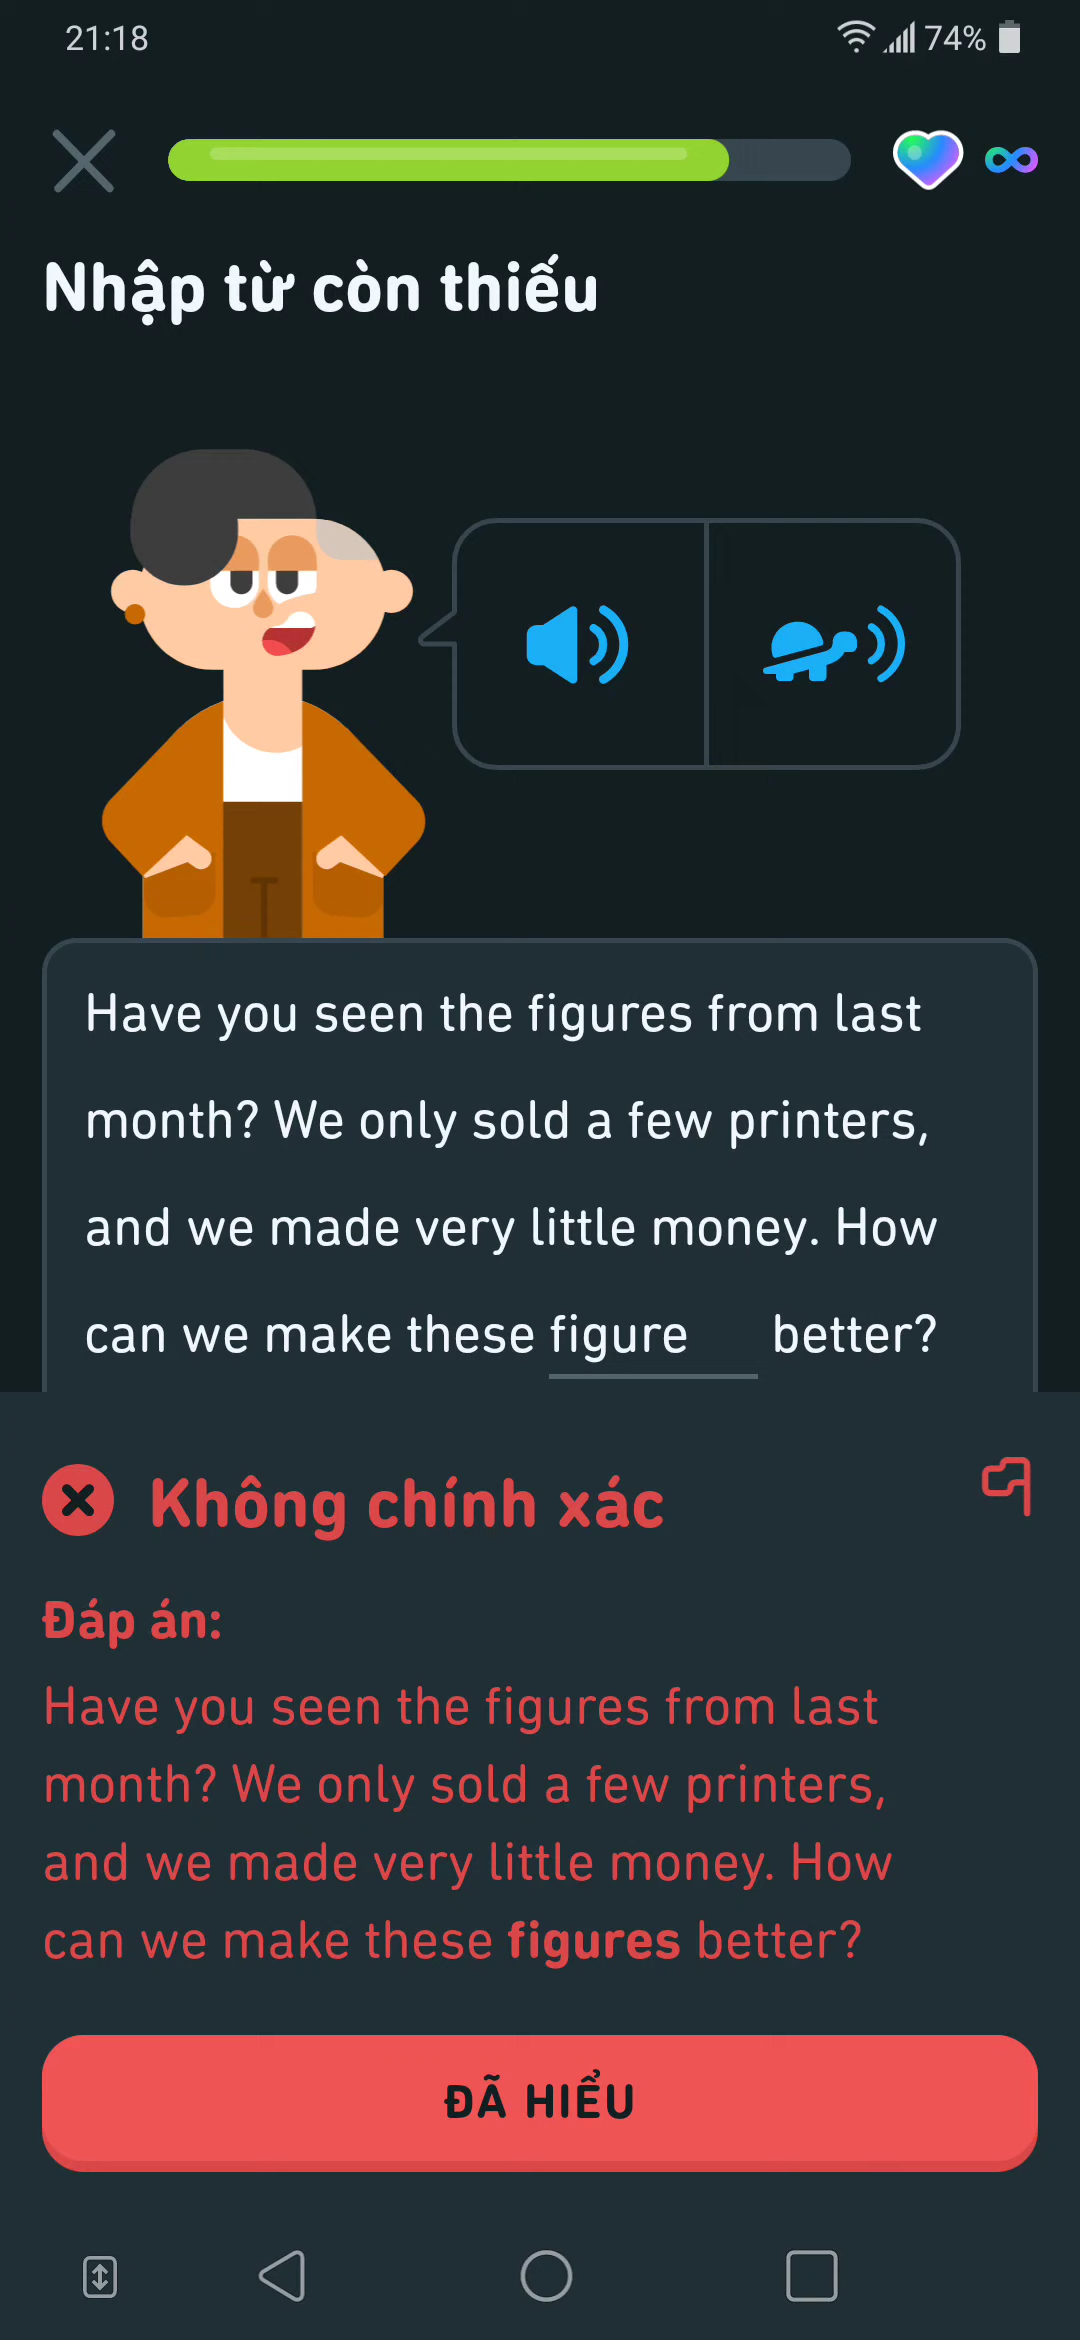 21:18
74%
Nhập từ còn thiếu
Have you seen the figures from last
month? We only sold a few printers,
and we made very little money. How
can we make these figure better?
Không chính xác
Đáp án:
Have you seen the figures from last
month? We only sold a few printers,
and we made very little money. How
can we make these figures better?
ĐÃ HIỂU